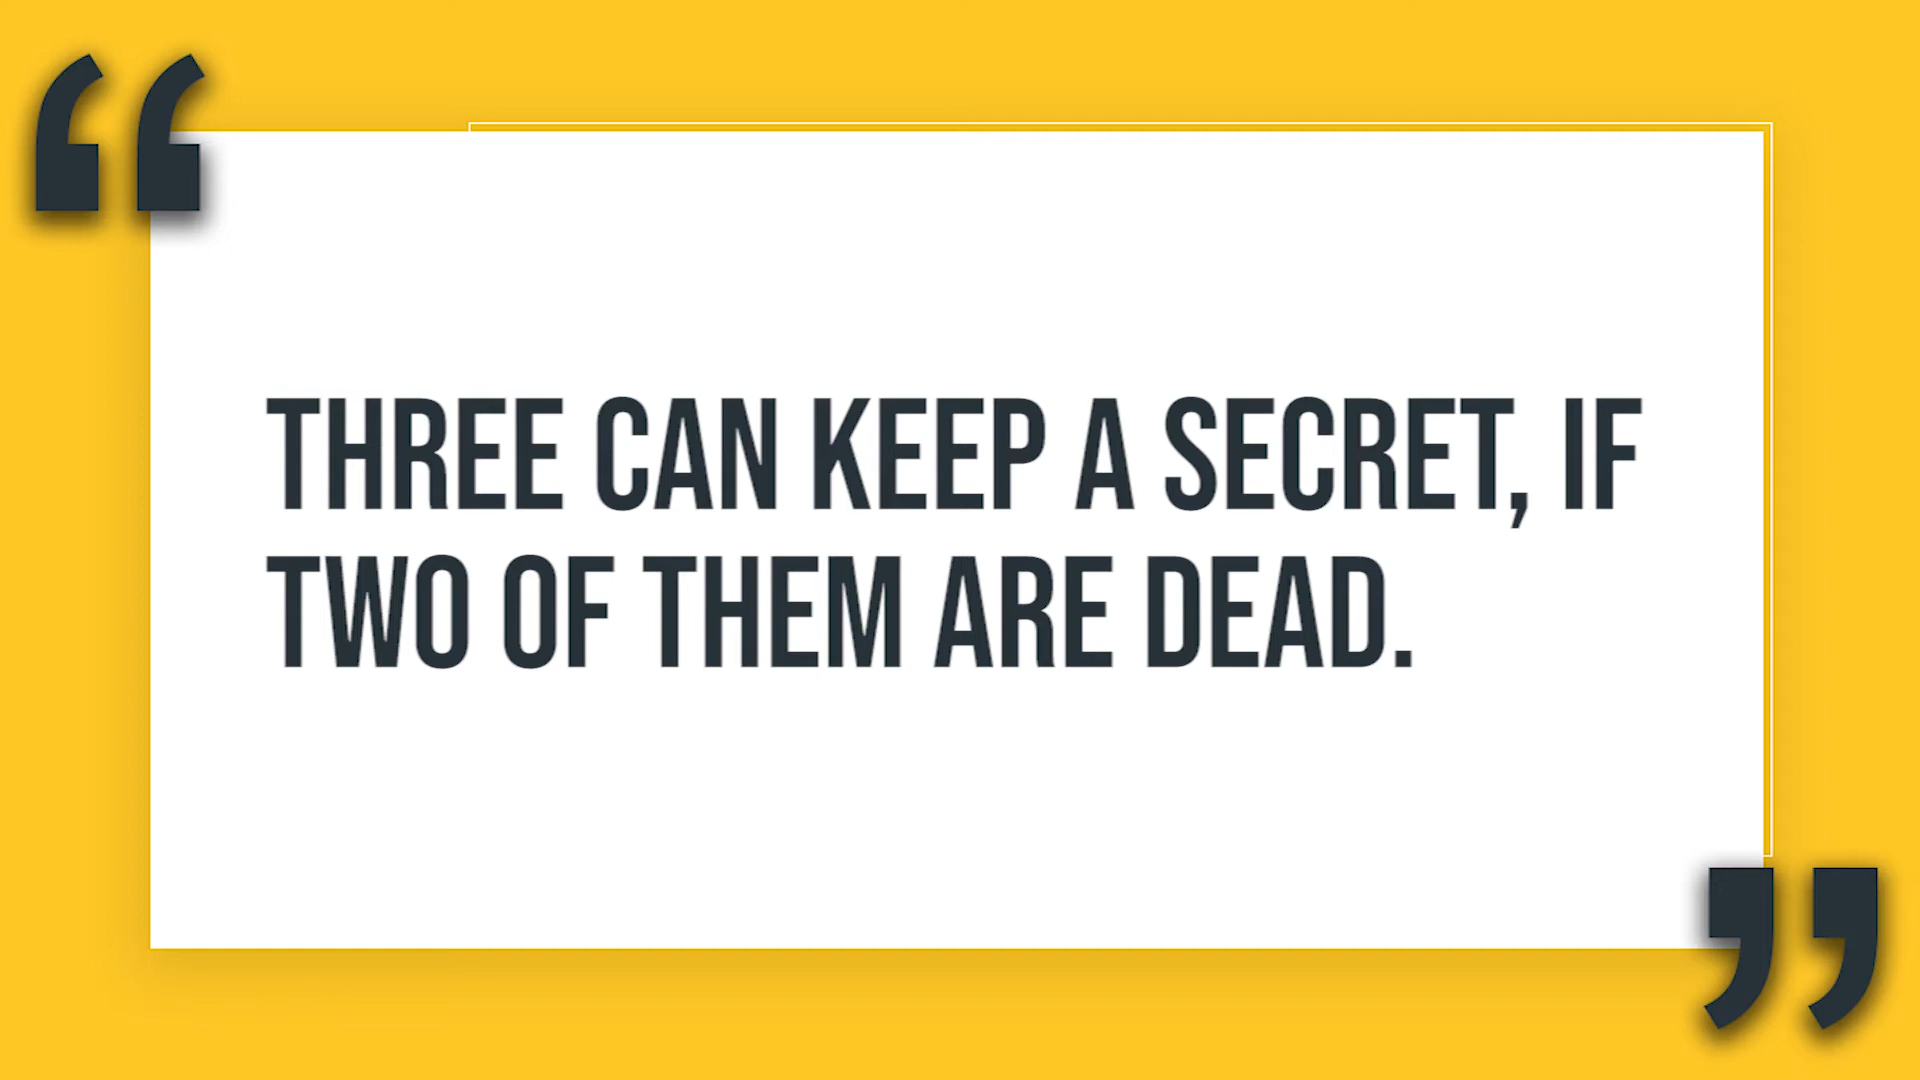 “
THREE CAN KEEP A SECRET, IF
TWO OF THEM ARE DEAD.
”